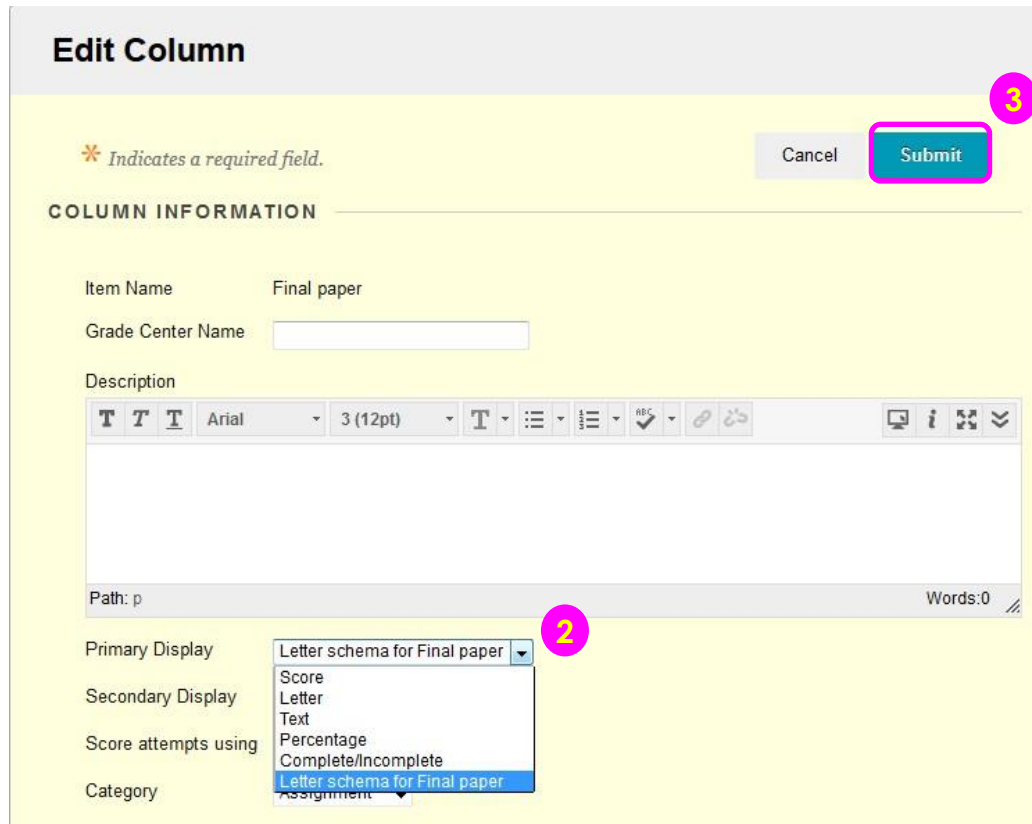 Edit Column
3
* Indicates a required field.
Cancel
Submit
COLUMN INFORMATION
Item Name Final paper
Grade Center Name
Description
T T T Arial 3 (12pt) T ABC i
Path: p Words:0
2
Primary Display Letter schema for Final paper
Score
Secondary Display Letter
Text
Score attempts using Percentage
Complete/Incomplete
Letter schema for Final paper
Category Assignment